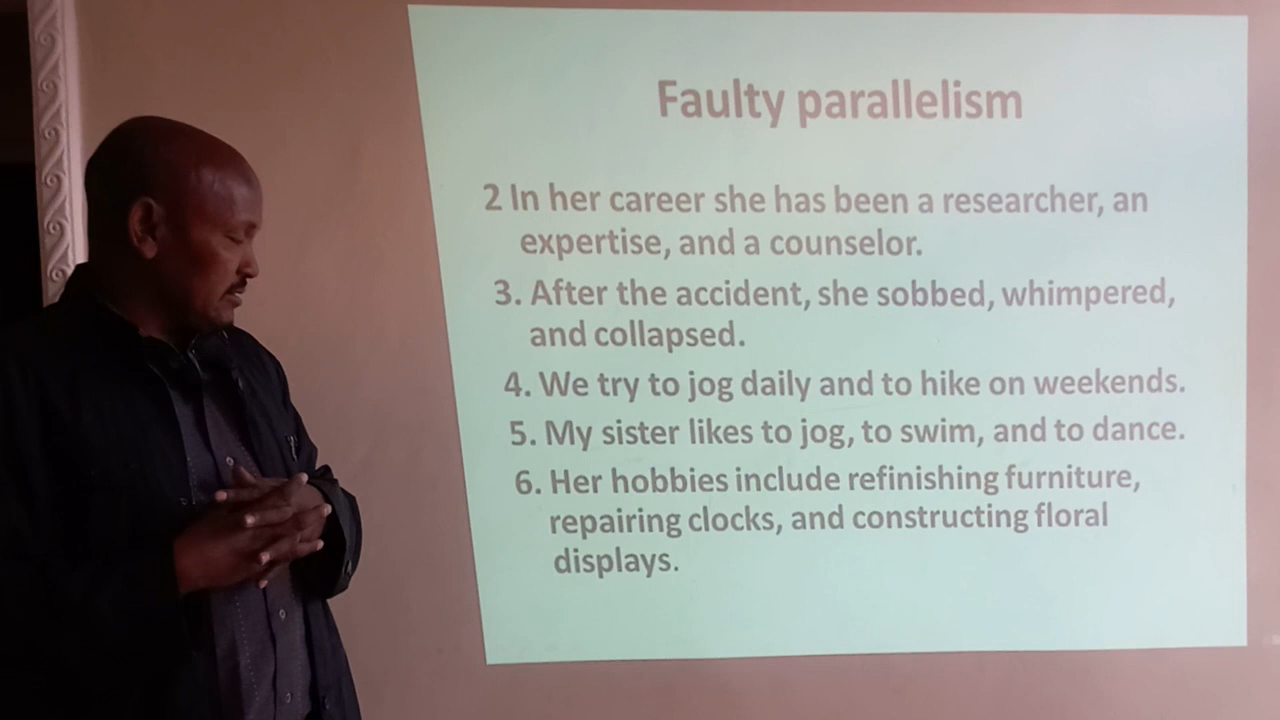 Faulty parallelism
2 In her career she has been a researcher, an
expertise, and a counselor.
3. After the accident, she sobbed, whimpered,
and collapsed.
4. We try to jog daily and to hike on weekends.
5. My sister likes to jog, to swim, and to dance.
6. Her hobbies include refinishing furniture,
repairing clocks, and constructing floral
displays.